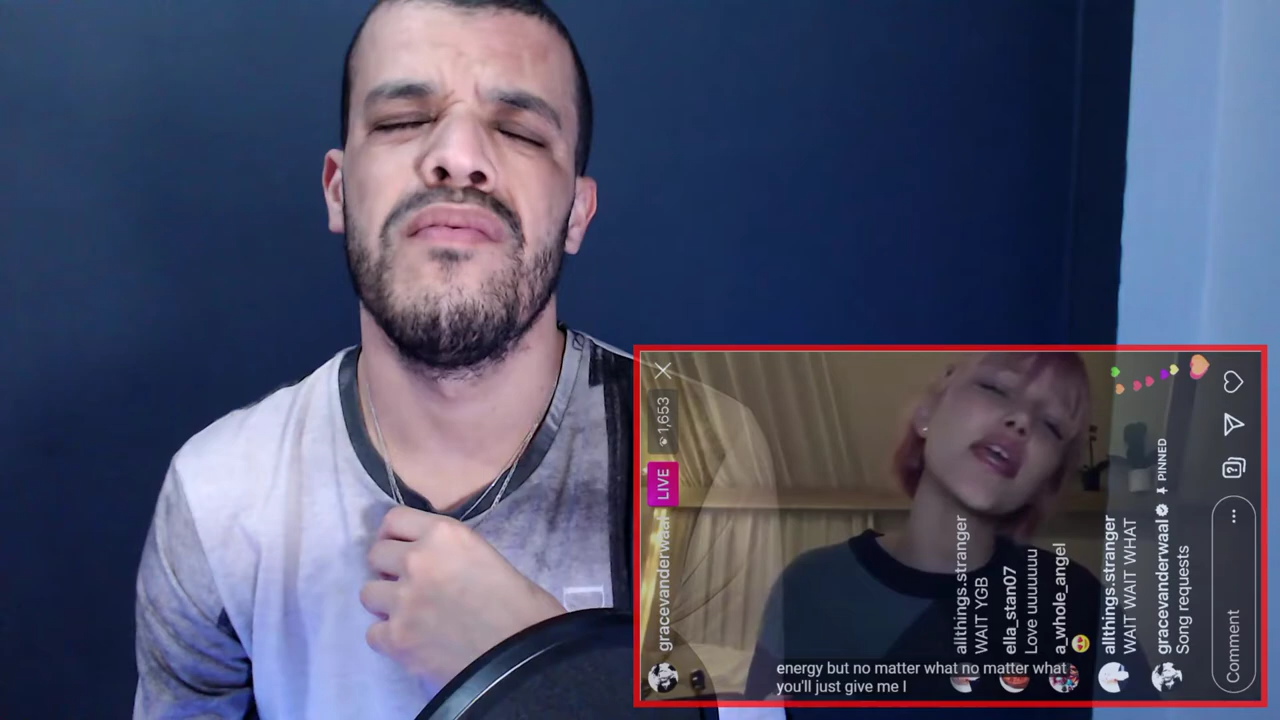 gracevanderwaal
LIVE
1,653
allthings.stranger
WAIT YGB
ella_stan07
Love uuuuuuu
a_whole_angel
😍
allthings.stranger
WAIT WAIT WHAT
gracevanderwaal PINNED
Song requests
Comment
energy but no matter what no matter what
you'll just give me I